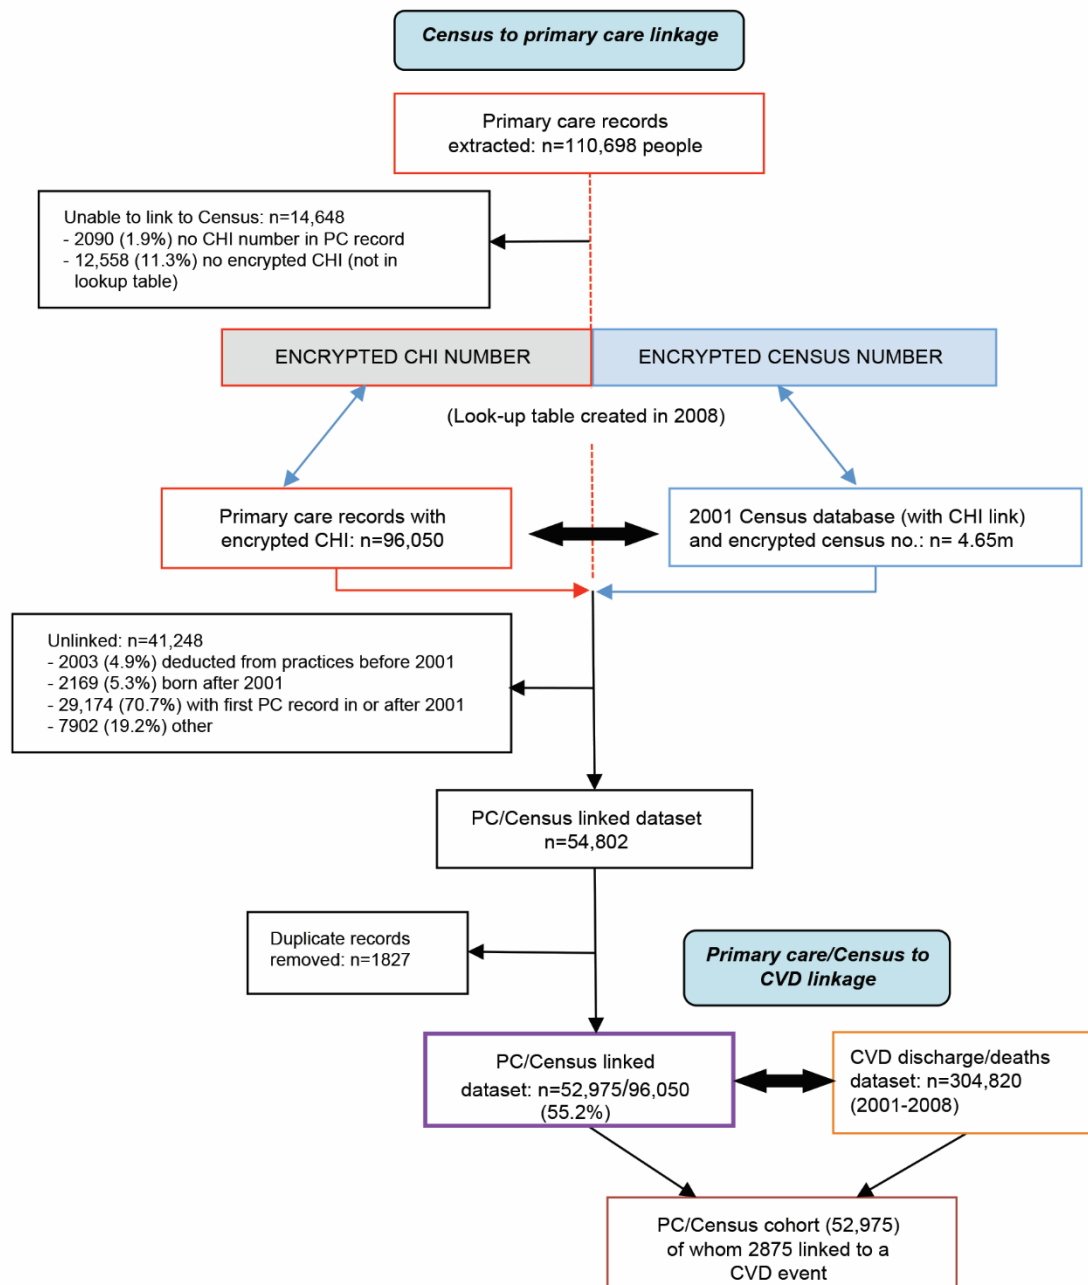 Census to primary care linkage
Primary care records
extracted: n=110,698 people
Unable to link to Census: n=14,648
- 2090 (1.9%) no CHI number in PC record
- 12,558 (11.3%) no encrypted CHI (not in
lookup table)
ENCRYPTED CHI NUMBER
ENCRYPTED CENSUS NUMBER
(Look-up table created in 2008)
Primary care records with
encrypted CHI: n=96,050
2001 Census database (with CHI link)
and encrypted census no.: n= 4.65m
Unlinked: n=41,248
- 2003 (4.9%) deducted from practices before 2001
- 2169 (5.3%) born after 2001
- 29,174 (70.7%) with first PC record in or after 2001
- 7902 (19.2%) other
PC/Census linked dataset
n=54,802
Duplicate records
removed: n=1827
Primary care/Census to
CVD linkage
PC/Census linked
dataset: n=52,975/96,050
(55.2%)
CVD discharge/deaths
dataset: n=304,820
(2001-2008)
PC/Census cohort (52,975)
of whom 2875 linked to a
CVD event